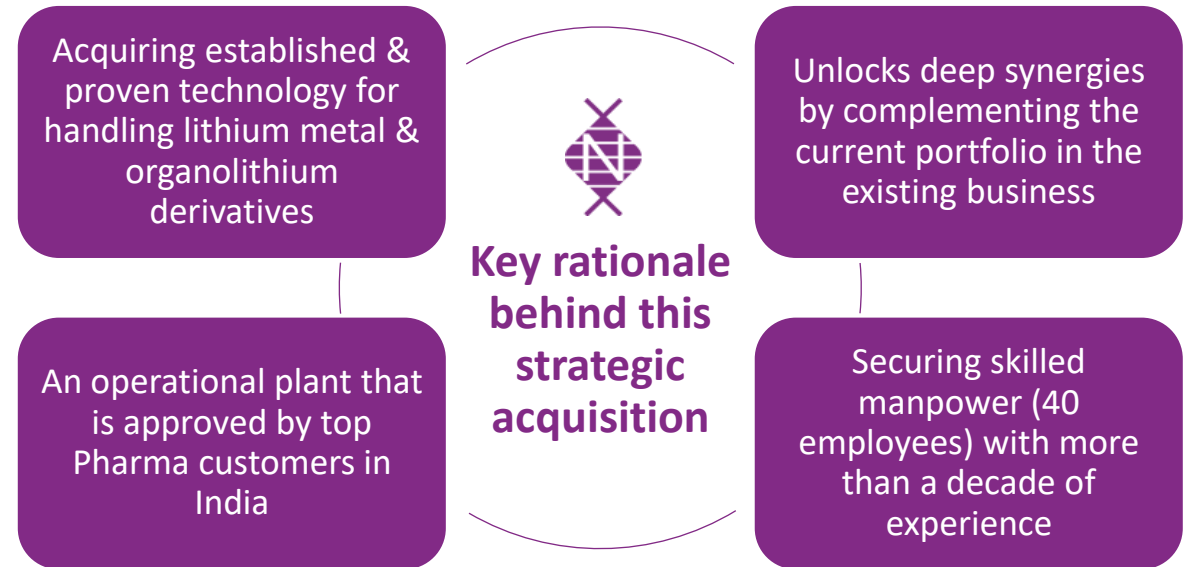 Acquiring established &
proven technology for
handling lithium metal &
organolithium
derivatives
Unlocks deep synergies
by complementing the
current portfolio in the
existing business
N
Key rationale
behind this
strategic
acquisition
An operational plant that
is approved by top
Pharma customers in
India
Securing skilled
manpower (40
employees) with more
than a decade of
experience